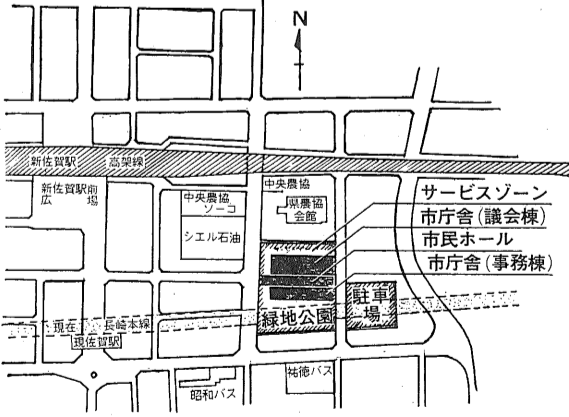 N
新佐賀駅 高架線
新佐賀駅前
広場
中央農協
ソーコ
シエル石油
中央農協
県農協
会館
サービスゾーン
市庁舎(議会棟)
市民ホール
市庁舎(事務棟)
駐車
場
緑地公園
現在 長崎本線
現佐賀駅
昭和バス
祐徳バス